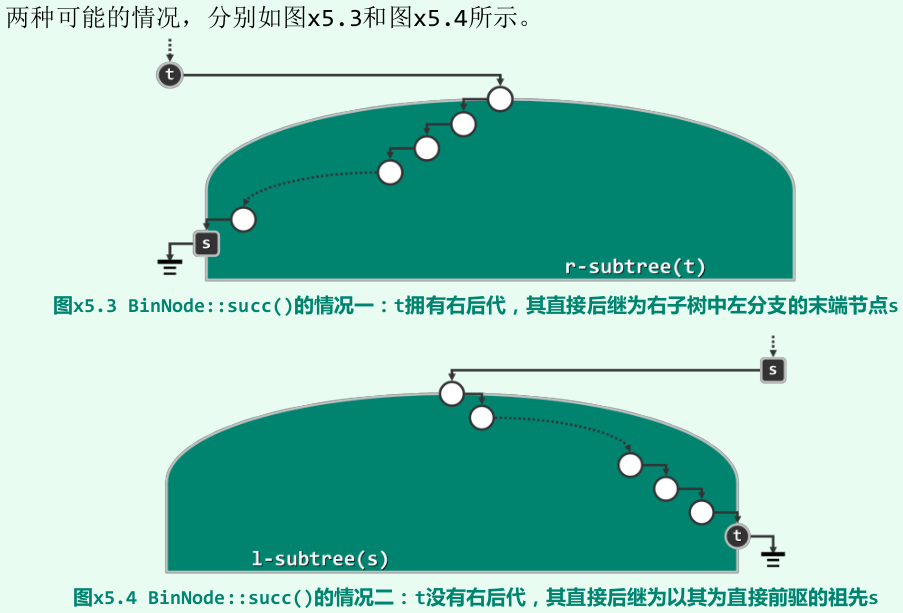 两种可能的情况，分别如图x5.3和图x5.4所示。
t
s
r-subtree(t)
图x5.3 BinNode::succ()的情况一：t拥有右后代，其直接后继为右子树中左分支的末端节点s
s
t
l-subtree(s)
图x5.4 BinNode::succ()的情况二：t没有右后代，其直接后继为以其为直接前驱的祖先s